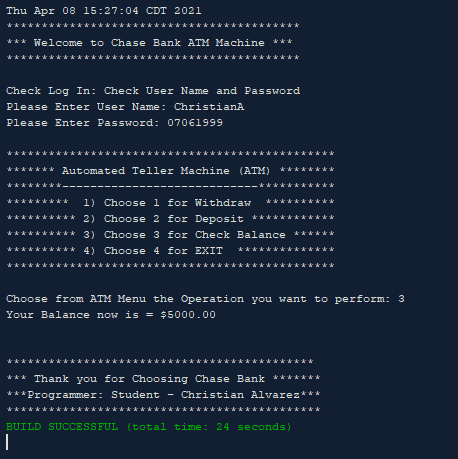 Thu Apr 08 15:27:04 CDT 2021
******************************************
*** Welcome to Chase Bank ATM Machine ***
******************************************
Check Log In: Check User Name and Password
Please Enter User Name: ChristianA
Please Enter Password: 07061999
***********************************************
******* Automated Teller Machine (ATM) ********
********----------------------------***********
*********  1) Choose 1 for Withdraw  **********
********** 2) Choose 2 for Deposit ************
********** 3) Choose 3 for Check Balance ******
********** 4) Choose 4 for EXIT  **************
***********************************************
Choose from ATM Menu the Operation you want to perform: 3
Your Balance now is = $5000.00
********************************************
*** Thank you for Choosing Chase Bank *******
***Programmer: Student - Christian Alvarez***
*********************************************
BUILD SUCCESSFUL (total time: 24 seconds)